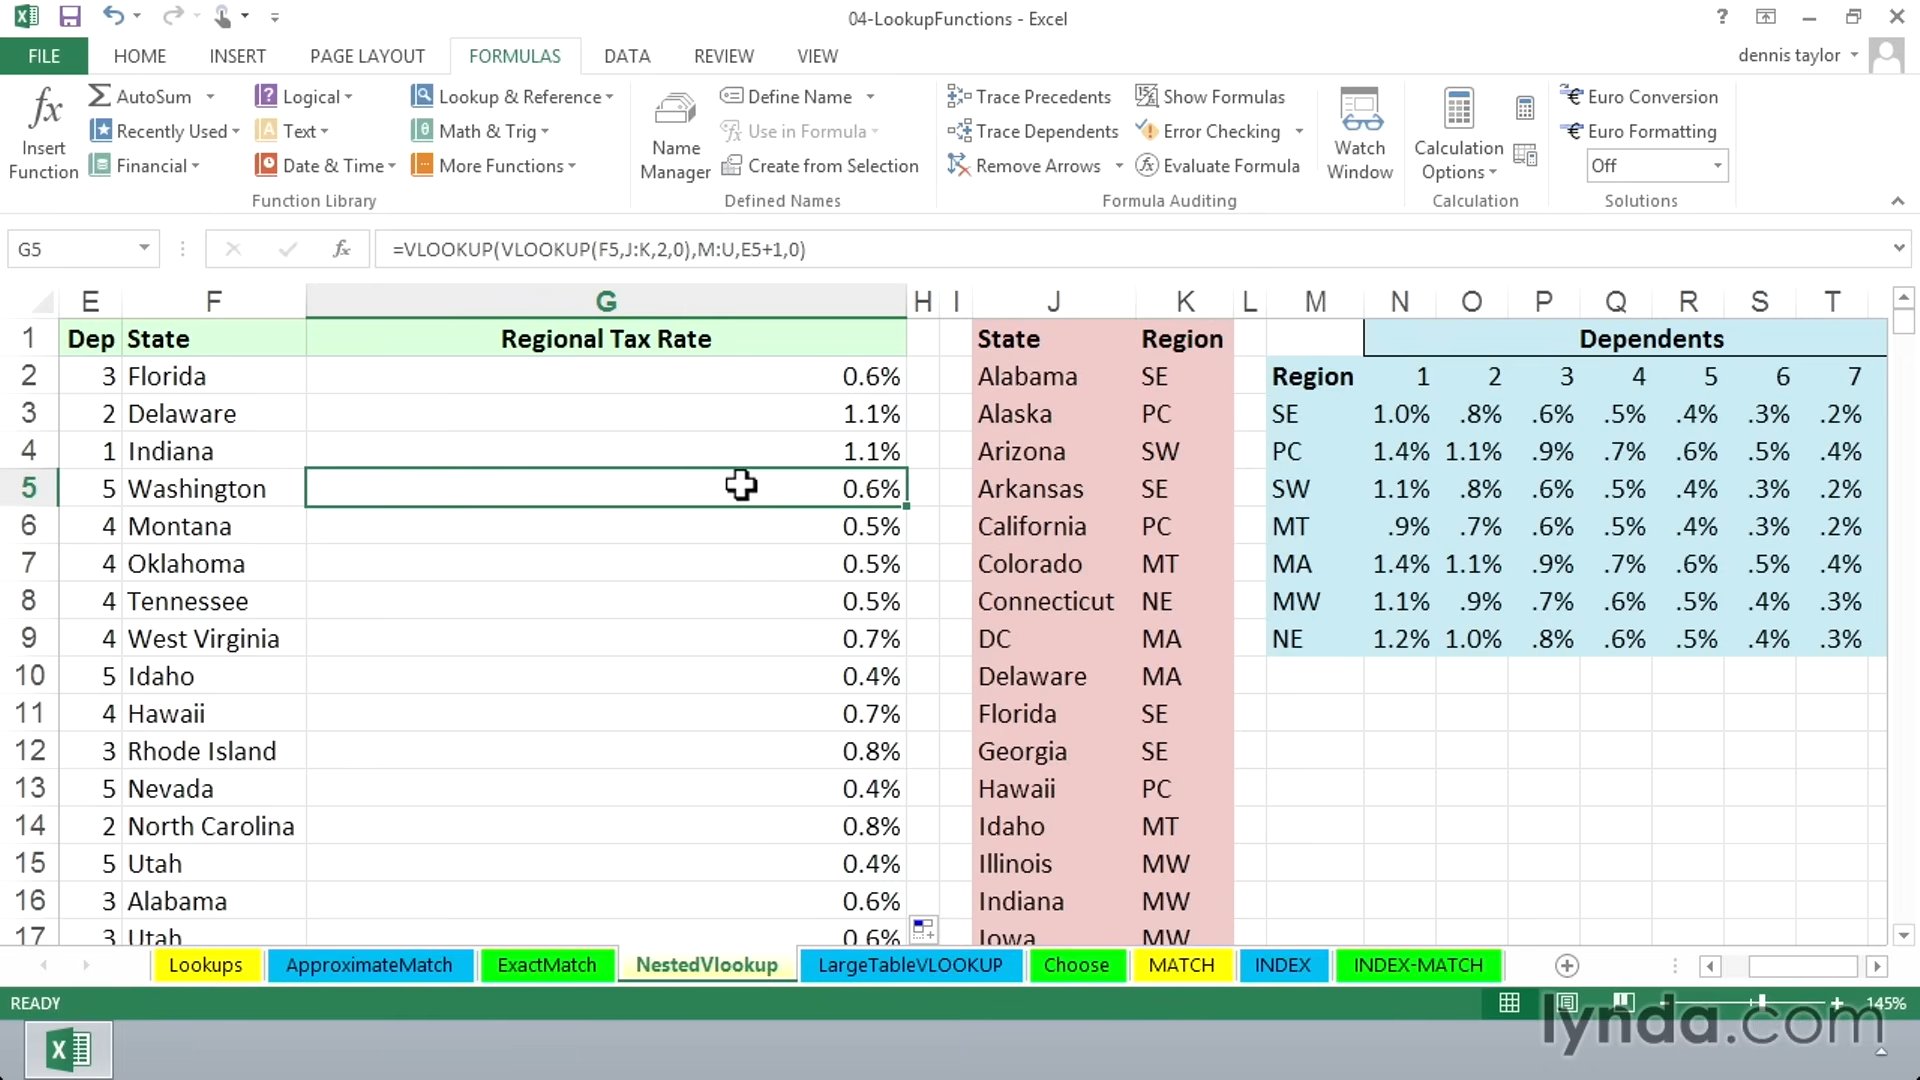 04-LookupFunctions - Excel
?
FILE HOME INSERT PAGE LAYOUT FORMULAS DATA REVIEW VIEW dennis taylor
fx Insert Function
AutoSum
Recently Used
Financial
Logical
Text
Date & Time
Lookup & Reference
Math & Trig
More Functions
Function Library
Name Manager
Define Name
Use in Formula
Create from Selection
Defined Names
Trace Precedents
Trace Dependents
Remove Arrows
Show Formulas
Error Checking
Evaluate Formula
Formula Auditing
Watch Window
Calculation Options
Calculation
Euro Conversion
Euro Formatting
Off
Solutions
G5 fx =VLOOKUP(VLOOKUP(F5,J:K,2,0),M:U,E5+1,0)
E F G H I J K L M N O P Q R S T
1 Dep State Regional Tax Rate State Region Dependents
2 3 Florida 0.6% Alabama SE Region 1 2 3 4 5 6 7
3 2 Delaware 1.1% Alaska PC SE 1.0% .8% .6% .5% .4% .3% .2%
4 1 Indiana 1.1% Arizona SW PC 1.4% 1.1% .9% .7% .6% .5% .4%
5 5 Washington 0.6% Arkansas SE SW 1.1% .8% .6% .5% .4% .3% .2%
6 4 Montana 0.5% California PC MT .9% .7% .6% .5% .4% .3% .2%
7 4 Oklahoma 0.5% Colorado MT MA 1.4% 1.1% .9% .7% .6% .5% .4%
8 4 Tennessee 0.5% Connecticut NE MW 1.1% .9% .7% .6% .5% .4% .3%
9 4 West Virginia 0.7% DC MA NE 1.2% 1.0% .8% .6% .5% .4% .3%
10 5 Idaho 0.4% Delaware MA
11 4 Hawaii 0.7% Florida SE
12 3 Rhode Island 0.8% Georgia SE
13 5 Nevada 0.4% Hawaii PC
14 2 North Carolina 0.8% Idaho MT
15 5 Utah 0.4% Illinois MW
16 3 Alabama 0.6% Indiana MW
17 3 Utah 0.6% Iowa MW
Lookups ApproximateMatch ExactMatch NestedVlookup LargeTableVLOOKUP Choose MATCH INDEX INDEX-MATCH
READY 145%
lynda.com